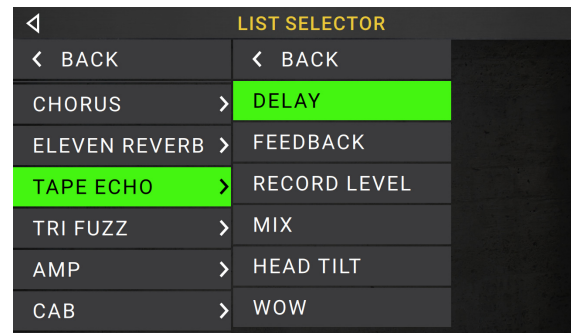 LIST SELECTOR
BACK
CHORUS
ELEVEN REVERB
TAPE ECHO
TRI FUZZ
AMP
CAB
BACK
DELAY
FEEDBACK
RECORD LEVEL
MIX
HEAD TILT
WOW